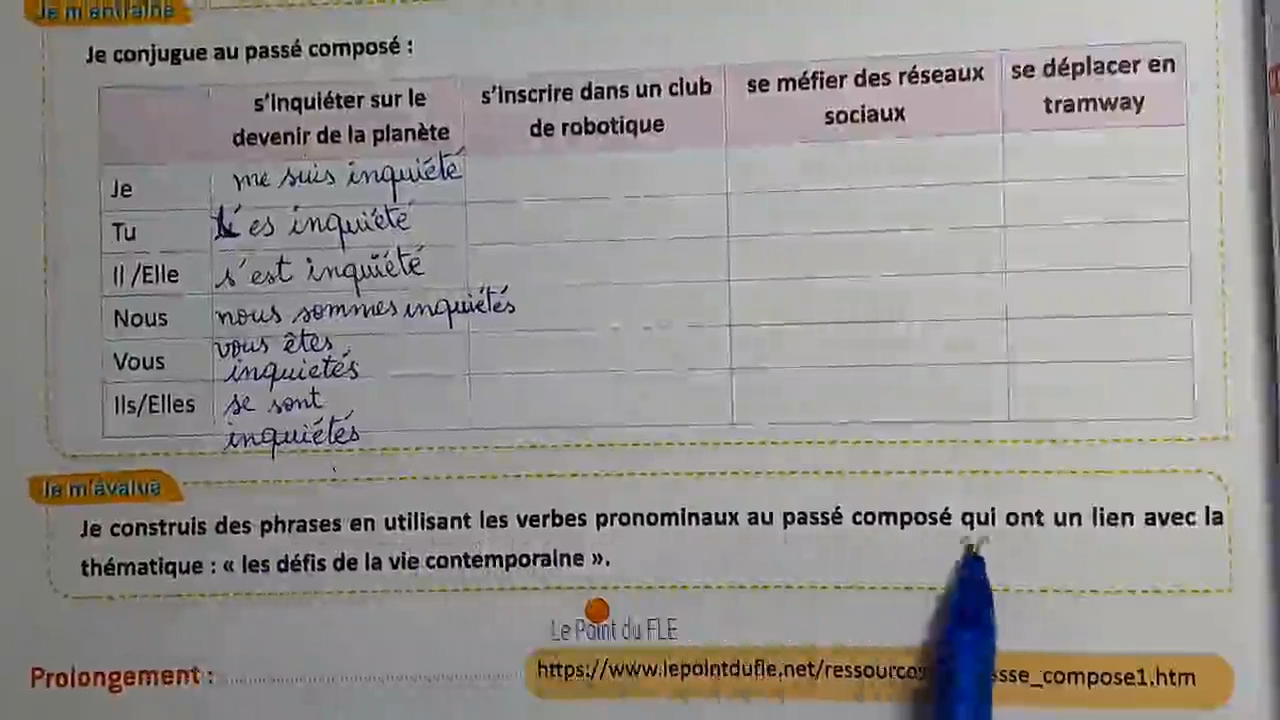 Je m'entraîne
Je conjugue au passé composé :
s'inquiéter sur le devenir de la planète
s'inscrire dans un club de robotique
se méfier des réseaux sociaux
se déplacer en tramway
Je me suis inquiété
Tu t'es inquiété
Il /Elle s'est inquiété
Nous nous sommes inquiétés
Vous vous êtes inquiétés
Ils/Elles se sont inquiétés
Je m'évalue
Je construis des phrases en utilisant les verbes pronominaux au passé composé qui ont un lien avec la
thématique : « les défis de la vie contemporaine ».
Le Point du FLE
Prolongement :
https://www.lepointdufle.net/ressources sse_compose1.htm